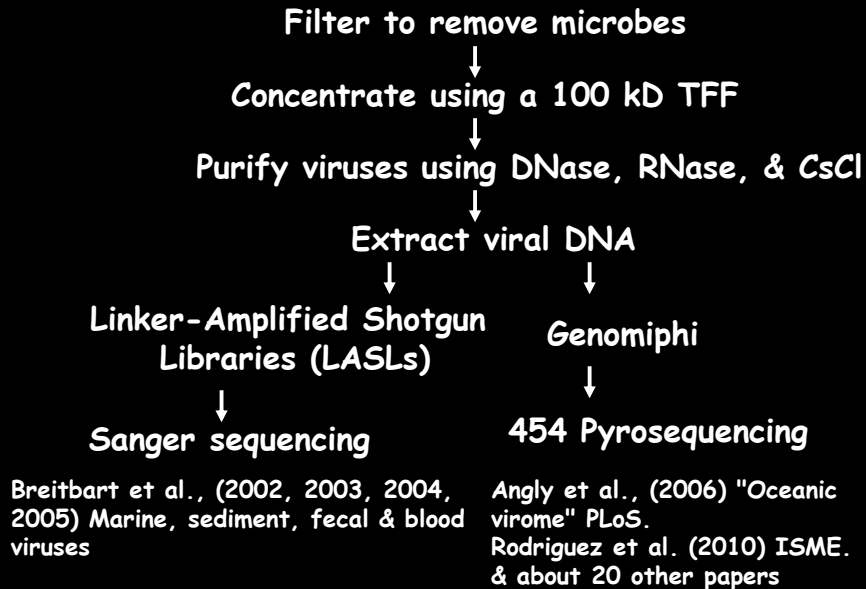 Filter to remove microbes
Concentrate using a 100 kD TFF
Purify viruses using DNase, RNase, & CsCl
Extract viral DNA
Linker-Amplified Shotgun
Libraries (LASLs)
Genomiphi
Sanger sequencing
454 Pyrosequencing
Breitbart et al., (2002, 2003, 2004,
2005) Marine, sediment, fecal & blood
viruses
Angly et al., (2006) "Oceanic
virome" PLoS.
Rodriguez et al. (2010) ISME.
& about 20 other papers